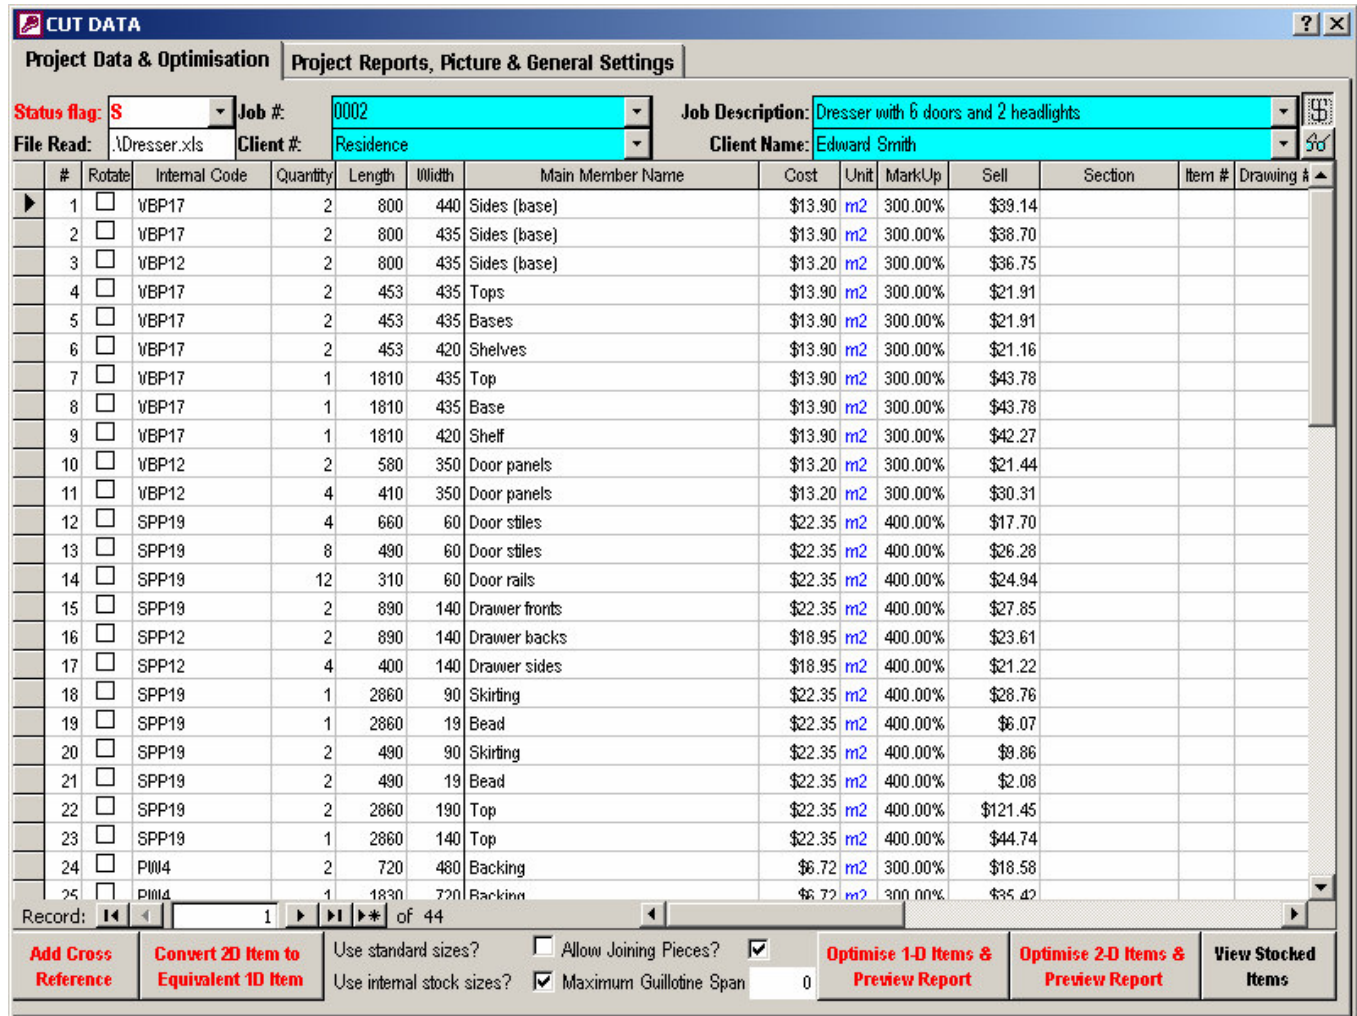 CUT DATA
Project Data & Optimisation Project Reports, Picture & General Settings
Status flag: S Job #: 0002 Job Description: Dresser with 6 doors and 2 headlights
File Read: .\Dresser.xls Client #: Residence Client Name: Edward Smith
# Rotate Internal Code Quantity Length Width Main Member Name Cost Unit MarkUp Sell Section Item # Drawing #
1 VBP17 2 800 440 Sides (base) $13.90 m2 300.00% $39.14
2 VBP17 2 800 435 Sides (base) $13.90 m2 300.00% $38.70
3 VBP12 2 800 435 Sides (base) $13.20 m2 300.00% $36.75
4 VBP17 2 453 435 Tops $13.90 m2 300.00% $21.91
5 VBP17 2 453 435 Bases $13.90 m2 300.00% $21.91
6 VBP17 2 453 420 Shelves $13.90 m2 300.00% $21.16
7 VBP17 1 1810 435 Top $13.90 m2 300.00% $43.78
8 VBP17 1 1810 435 Base $13.90 m2 300.00% $43.78
9 VBP17 1 1810 420 Shelf $13.90 m2 300.00% $42.27
10 VBP12 2 580 350 Door panels $13.20 m2 300.00% $21.44
11 VBP12 4 410 350 Door panels $13.20 m2 300.00% $30.31
12 SPP19 4 660 60 Door stiles $22.35 m2 400.00% $17.70
13 SPP19 8 490 60 Door stiles $22.35 m2 400.00% $26.28
14 SPP19 12 310 60 Door rails $22.35 m2 400.00% $24.94
15 SPP19 2 890 140 Drawer fronts $22.35 m2 400.00% $27.85
16 SPP12 2 890 140 Drawer backs $18.95 m2 400.00% $23.61
17 SPP12 4 400 140 Drawer sides $18.95 m2 400.00% $21.22
18 SPP19 1 2860 90 Skirting $22.35 m2 400.00% $28.76
19 SPP19 1 2860 19 Bead $22.35 m2 400.00% $6.07
20 SPP19 2 490 90 Skirting $22.35 m2 400.00% $9.86
21 SPP19 2 490 19 Bead $22.35 m2 400.00% $2.08
22 SPP19 2 2860 190 Top $22.35 m2 400.00% $121.45
23 SPP19 1 2860 140 Top $22.35 m2 400.00% $44.74
24 PIW4 2 720 480 Backing $6.72 m2 300.00% $18.58
25 PIW4 1 1830 720 Backing $6.72 m2 300.00% $35.42
Record: 1 of 44
Add Cross Reference Convert 2D Item to Equivalent 1D Item Use standard sizes? Allow Joining Pieces? Optimise 1-D Items & Preview Report Optimise 2-D Items & Preview Report View Stocked Items
Use internal stock sizes? Maximum Guillotine Span 0